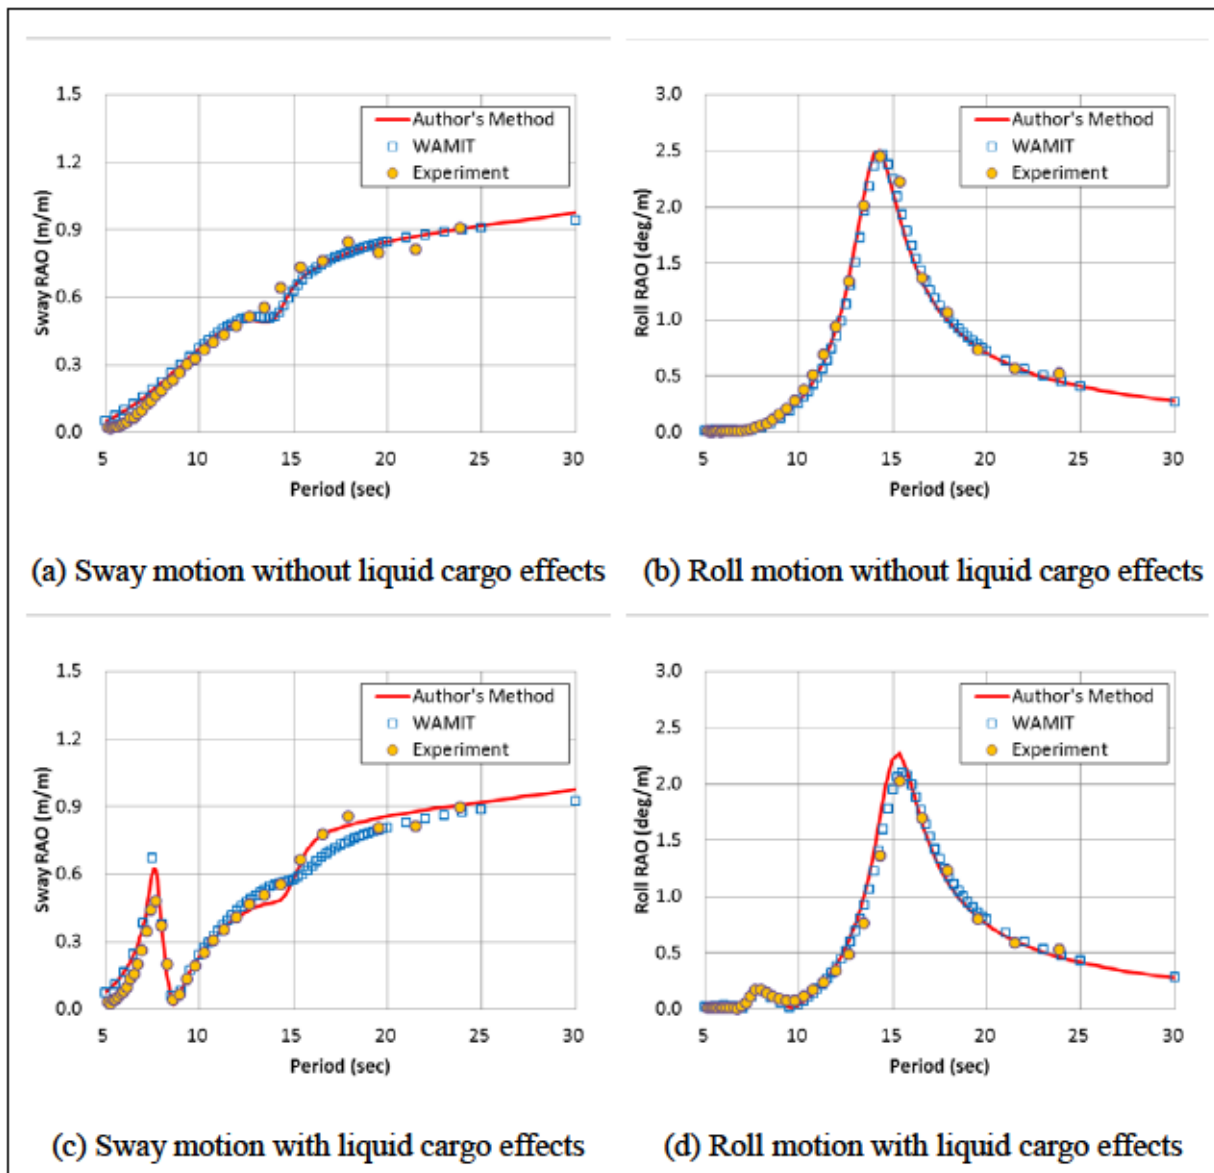 1.5
1.2
0.9
0.6
0.3
0.0
Sway RAO (m/m)
Author's Method
WAMIT
Experiment
5 10 15 20 25 30
Period (sec)
(a) Sway motion without liquid cargo effects
3.0
2.5
2.0
1.5
1.0
0.5
0.0
Roll RAO (deg/m)
Author's Method
WAMIT
Experiment
5 10 15 20 25 30
Period (sec)
(b) Roll motion without liquid cargo effects
1.5
1.2
0.9
0.6
0.3
0.0
Sway RAO (m/m)
Author's Method
WAMIT
Experiment
5 10 15 20 25 30
Period (sec)
(c) Sway motion with liquid cargo effects
3.0
2.5
2.0
1.5
1.0
0.5
0.0
Roll RAO (deg/m)
Author's Method
WAMIT
Experiment
5 10 15 20 25 30
Period (sec)
(d) Roll motion with liquid cargo effects